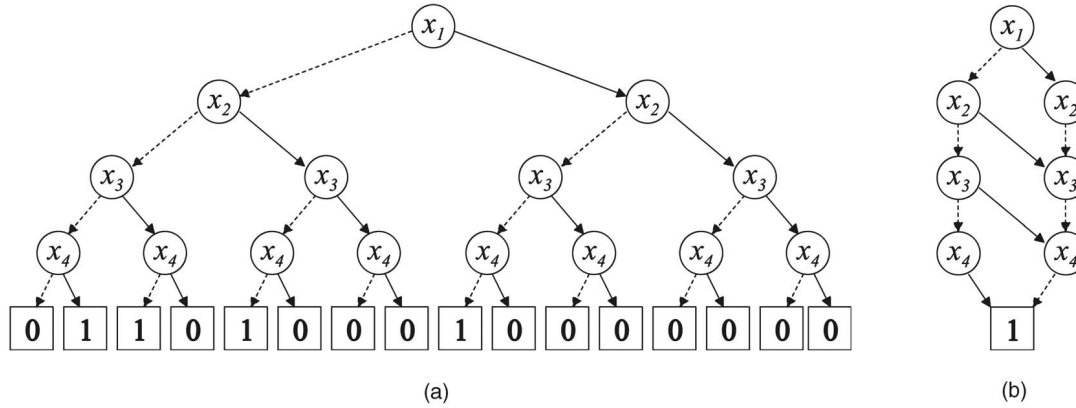 x1 x1
x2 x2 x2 x2
x3 x3 x3 x3 x3 x3
x4 x4 x4 x4 x4 x4 x4 x4 x4 x4
0 1 1 0 1 0 0 0 1 0 0 0 0 0 0 0 1
(a) (b)